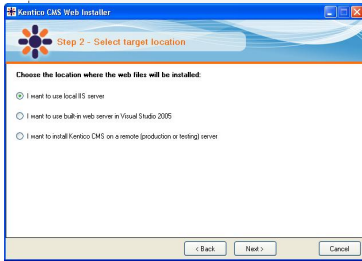 Kentico CMS Web Installer
Step 2 - Select target location
Choose the location where the web files will be installed:
I want to use local IIS server
I want to use built-in web server in Visual Studio 2005
I want to install Kentico CMS on a remote (production or testing) server
< Back
Next >
Cancel